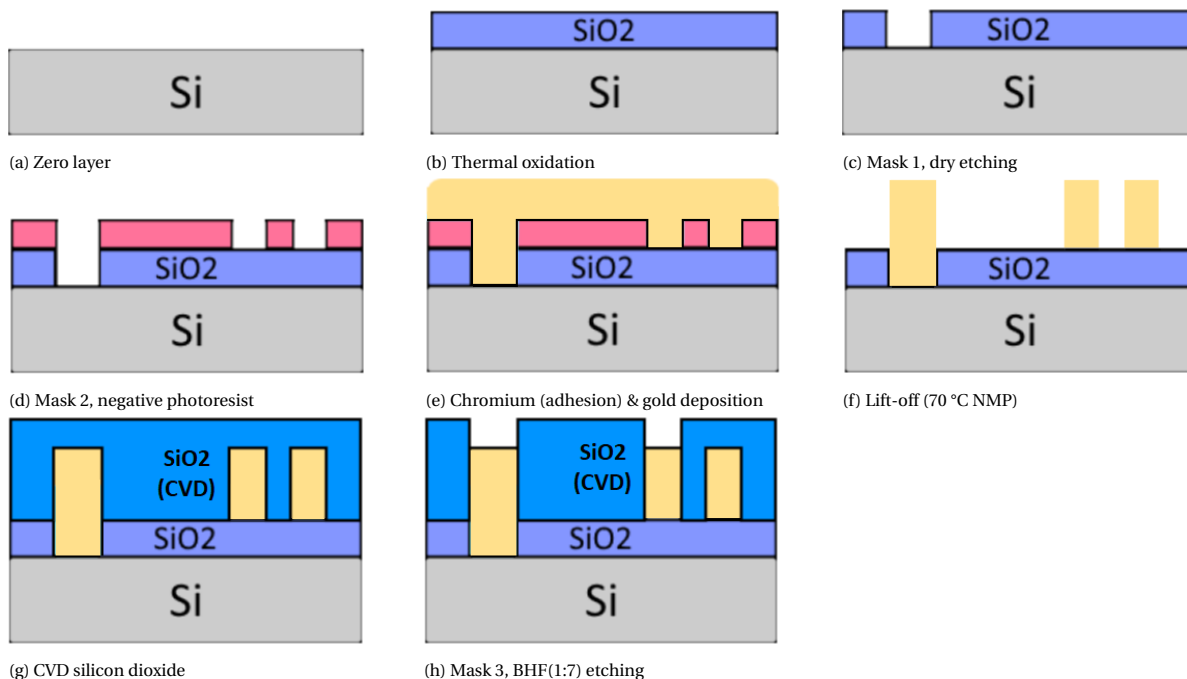 Si
(a) Zero layer
SiO2
Si
(b) Thermal oxidation
SiO2
Si
(c) Mask 1, dry etching
SiO2
Si
(d) Mask 2, negative photoresist
SiO2
Si
(e) Chromium (adhesion) & gold deposition
SiO2
Si
(f) Lift-off (70 °C NMP)
SiO2
(CVD)
SiO2
Si
(g) CVD silicon dioxide
SiO2
(CVD)
SiO2
Si
(h) Mask 3, BHF(1:7) etching